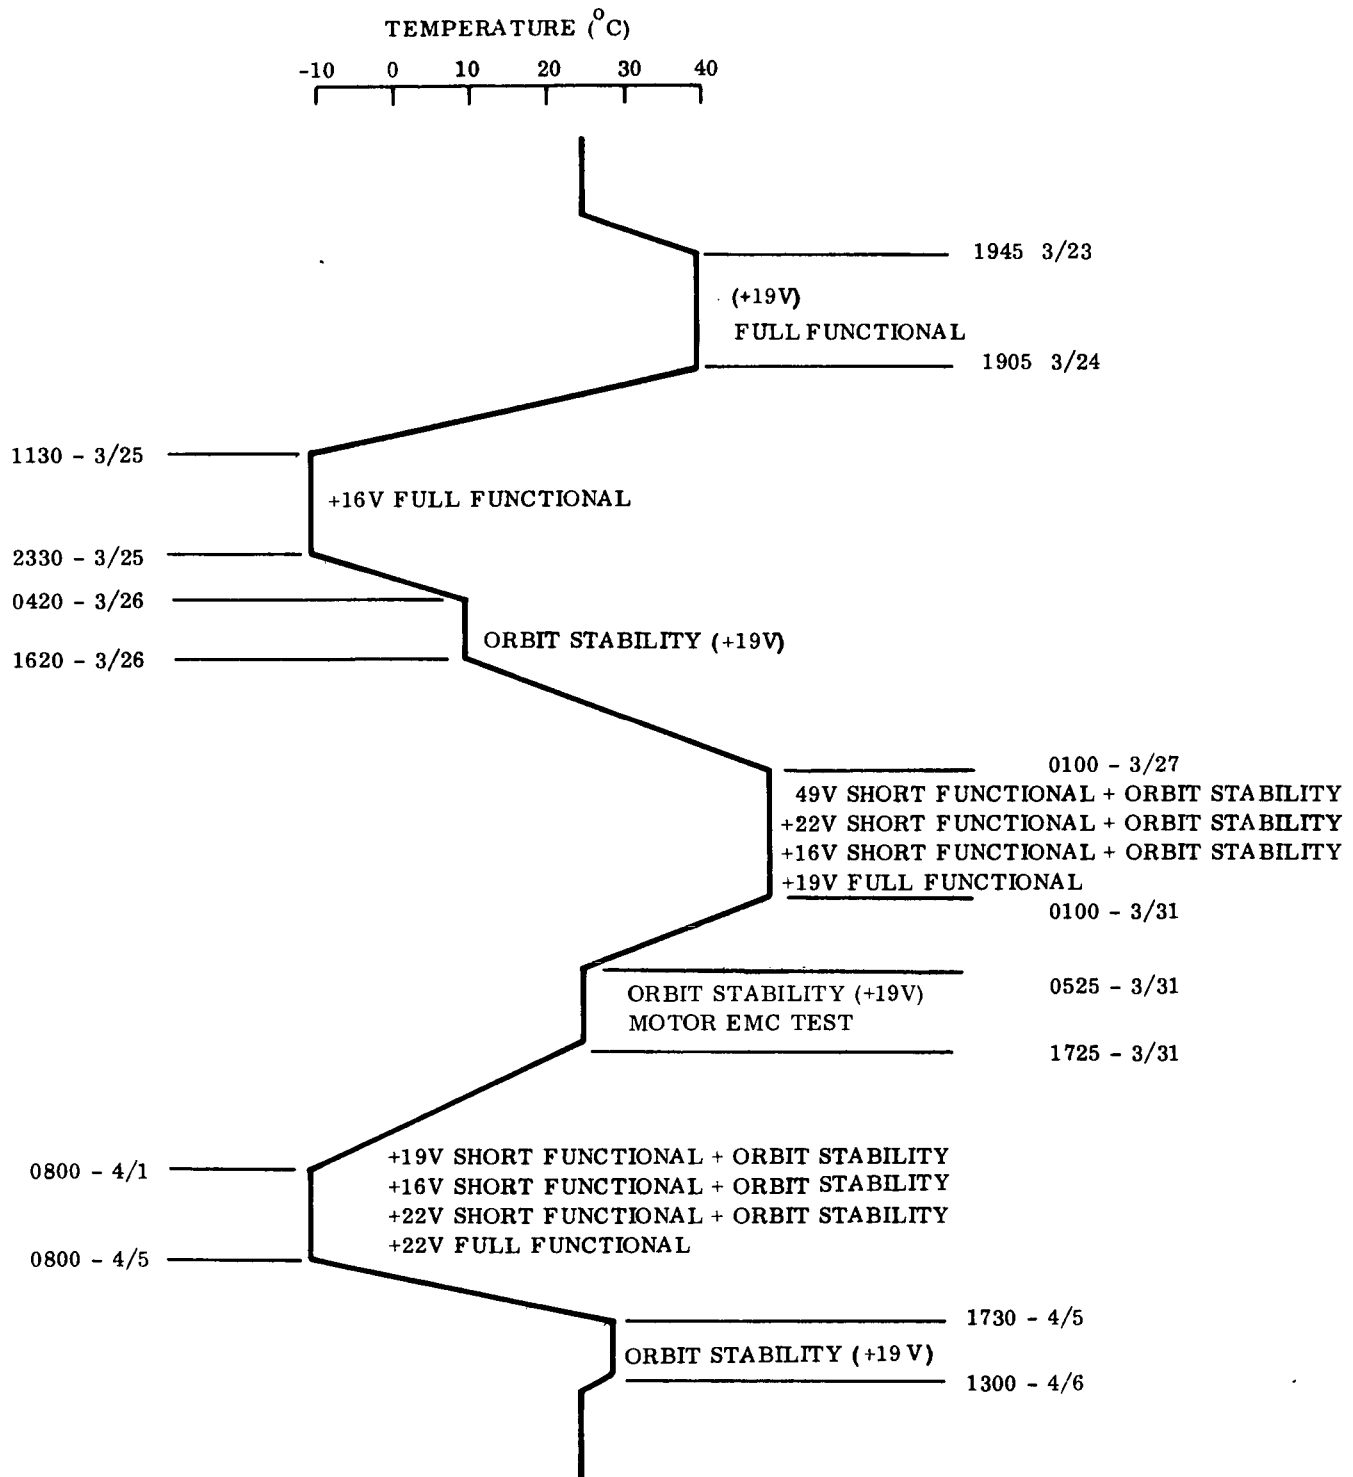 TEMPERATURE (°C)
-10 0 10 20 30 40
1945 3/23
(+19V)
FULL FUNCTIONAL
1905 3/24
1130 - 3/25
+16V FULL FUNCTIONAL
2330 - 3/25
0420 - 3/26
ORBIT STABILITY (+19V)
1620 - 3/26
0100 - 3/27
49V SHORT FUNCTIONAL + ORBIT STABILITY
+22V SHORT FUNCTIONAL + ORBIT STABILITY
+16V SHORT FUNCTIONAL + ORBIT STABILITY
+19V FULL FUNCTIONAL
0100 - 3/31
0525 - 3/31
ORBIT STABILITY (+19V)
MOTOR EMC TEST
1725 - 3/31
0800 - 4/1
+19V SHORT FUNCTIONAL + ORBIT STABILITY
+16V SHORT FUNCTIONAL + ORBIT STABILITY
+22V SHORT FUNCTIONAL + ORBIT STABILITY
+22V FULL FUNCTIONAL
0800 - 4/5
1730 - 4/5
ORBIT STABILITY (+19 V)
1300 - 4/6